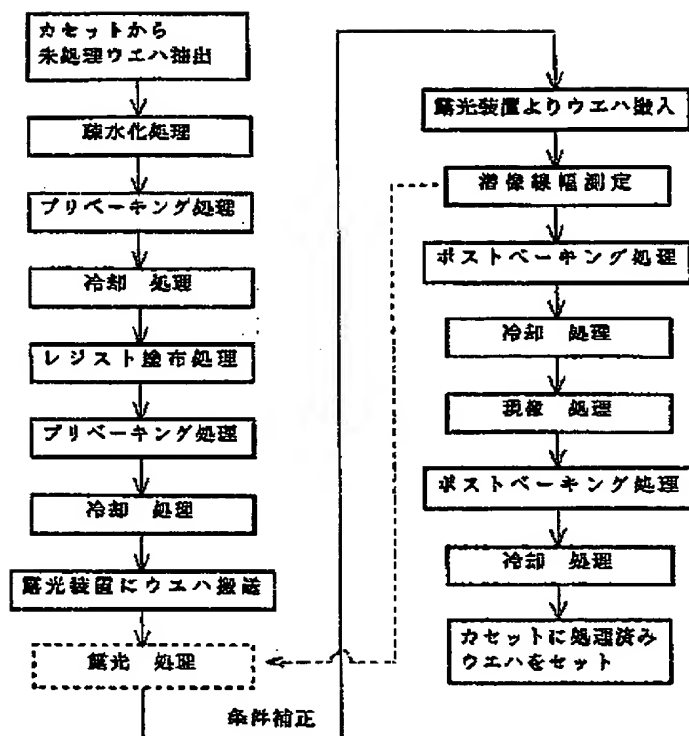 カセットから
未処理ウエハ抽出
疎水化処理
プリベーキング処理
冷却 処理
レジスト塗布処理
プリベーキング処理
冷却 処理
露光装置にウエハ搬送
露光 処理
条件補正
露光装置よりウエハ搬入
潜像線幅測定
ポストベーキング処理
冷却 処理
現像 処理
ポストベーキング処理
冷却 処理
カセットに処理済み
ウエハをセット